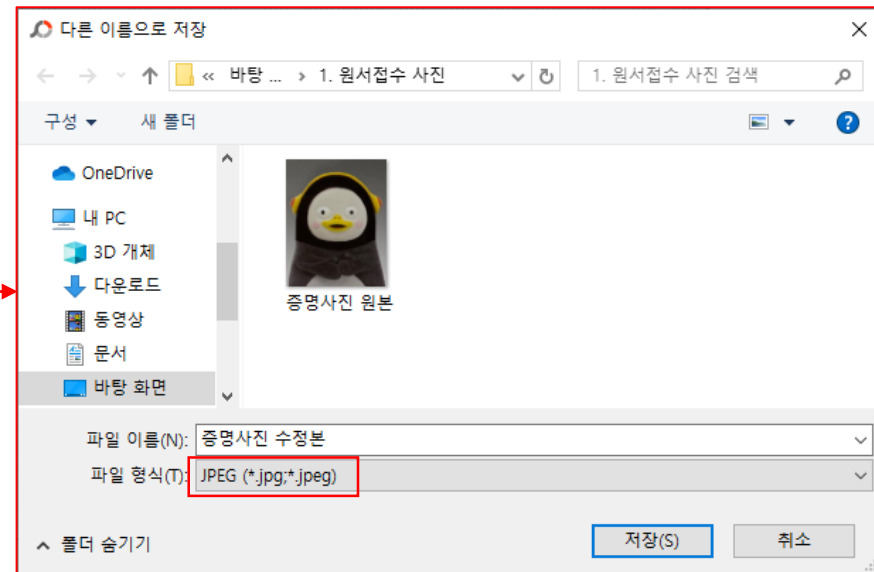 다른 이름으로 저장
« 바탕 ... › 1. 원서접수 사진
1. 원서접수 사진 검색
구성
새 폴더
OneDrive
내 PC
3D 개체
다운로드
동영상
문서
바탕 화면
증명사진 원본
파일 이름(N): 증명사진 수정본
파일 형식(T): JPEG (*.jpg;*.jpeg)
폴더 숨기기
저장(S)
취소